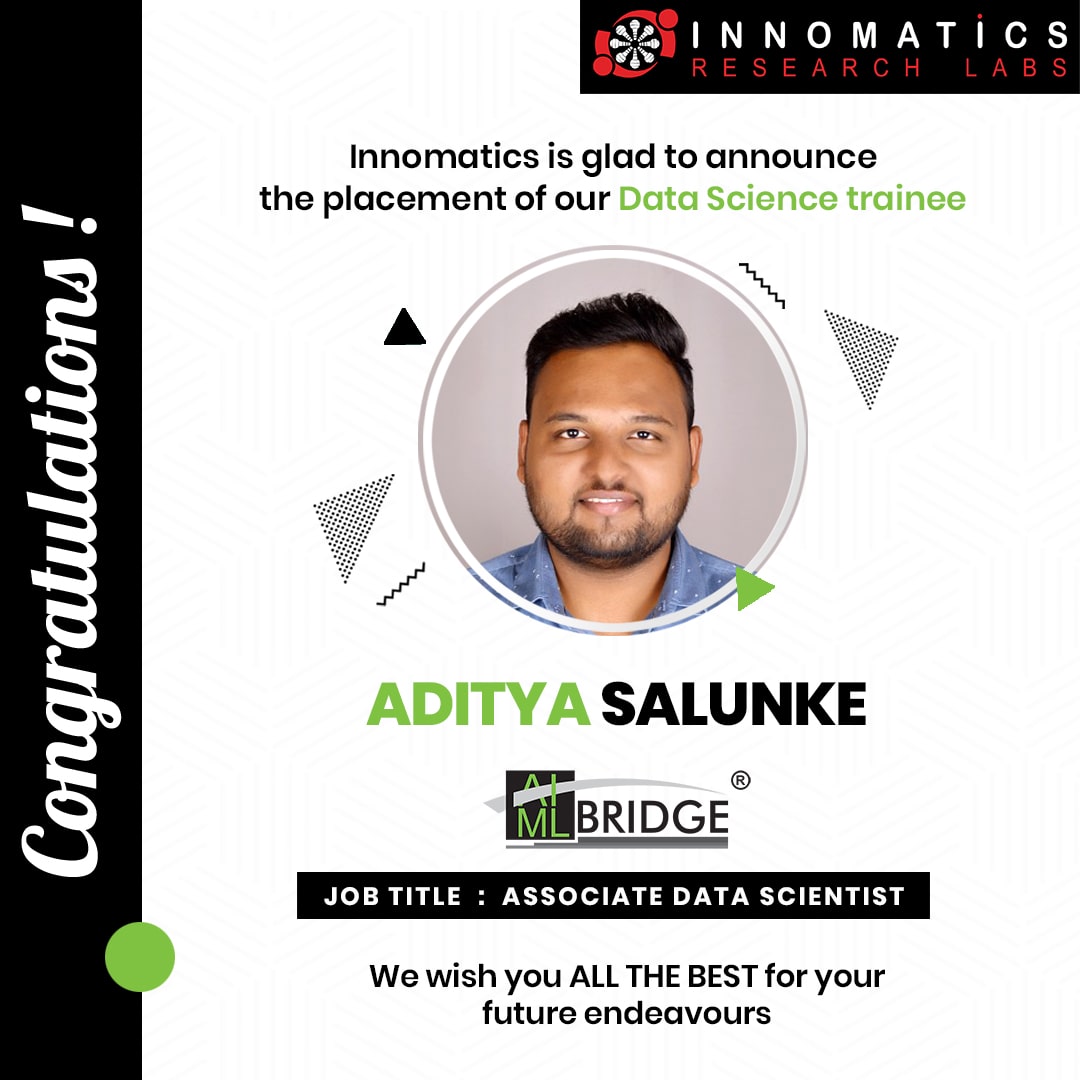 INNOMATICS
RESEARCH LABS
Congratulations !
Innomatics is glad to announce
the placement of our Data Science trainee
ADITYA SALUNKE
AI
ML BRIDGE ®
JOB TITLE : ASSOCIATE DATA SCIENTIST
We wish you ALL THE BEST for your
future endeavours